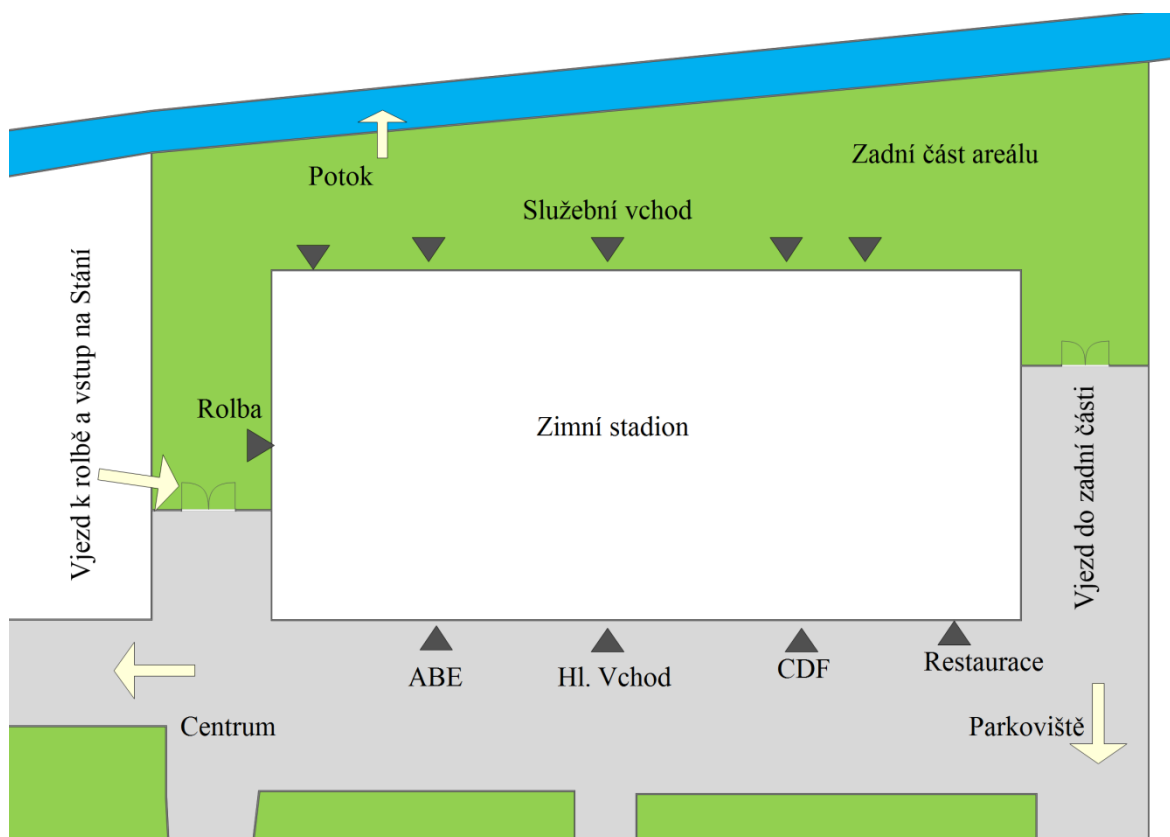 Zadní část areálu
Potok
Služební vchod
Vjezd k rolbě a vstup na Stání
Rolba
Zimní stadion
Vjezd do zadní části
ABE
Hl. Vchod
CDF
Restaurace
Centrum
Parkoviště